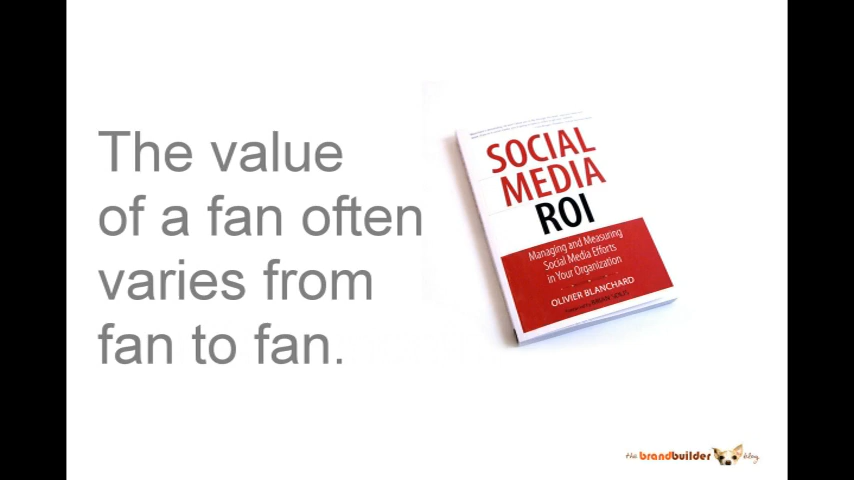 The value
of a fan often
varies from
fan to fan.
SOCIAL
MEDIA
ROI
Managing and Measuring
Social Media Efforts
in Your Organization
OLIVIER BLANCHARD
the brandbuilder blog